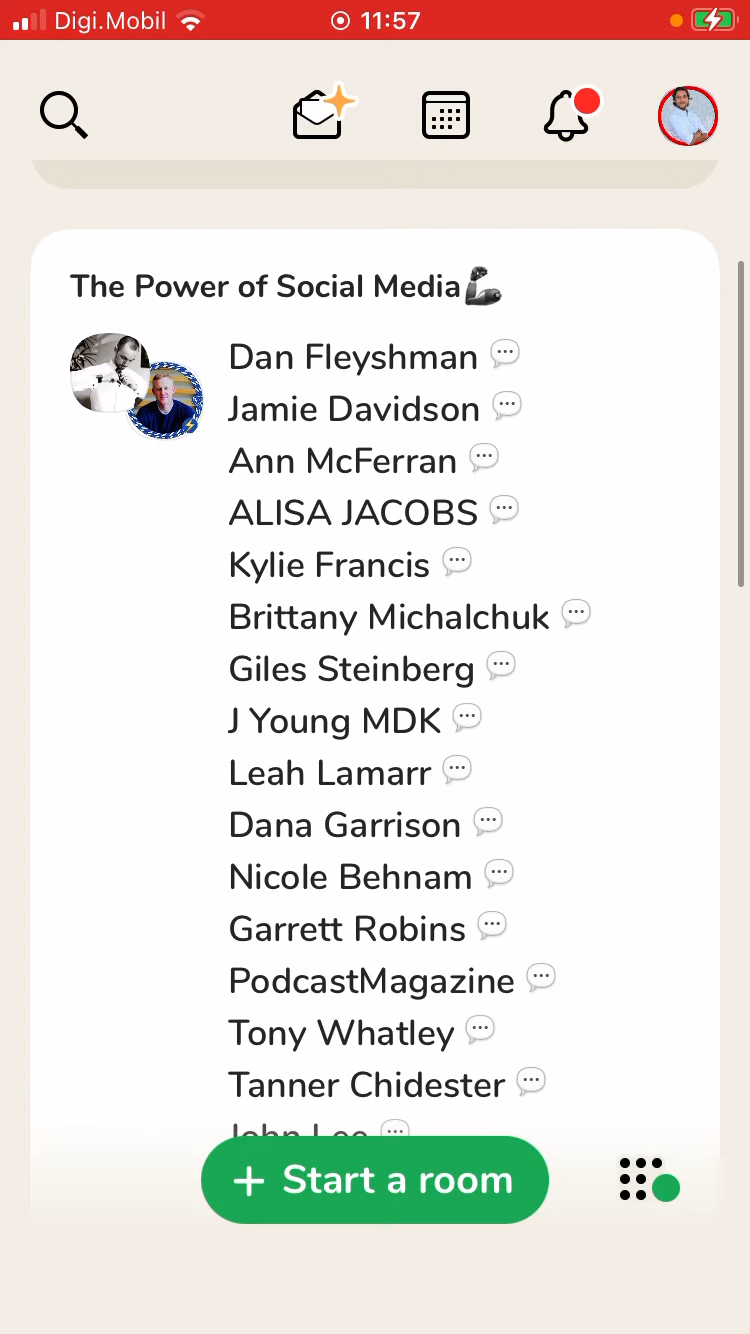 Digi.Mobil 11:57
The Power of Social Media
Dan Fleyshman
Jamie Davidson
Ann McFerran
ALISA JACOBS
Kylie Francis
Brittany Michalchuk
Giles Steinberg
J Young MDK
Leah Lamarr
Dana Garrison
Nicole Behnam
Garrett Robins
PodcastMagazine
Tony Whatley
Tanner Chidester
John Lee
+ Start a room